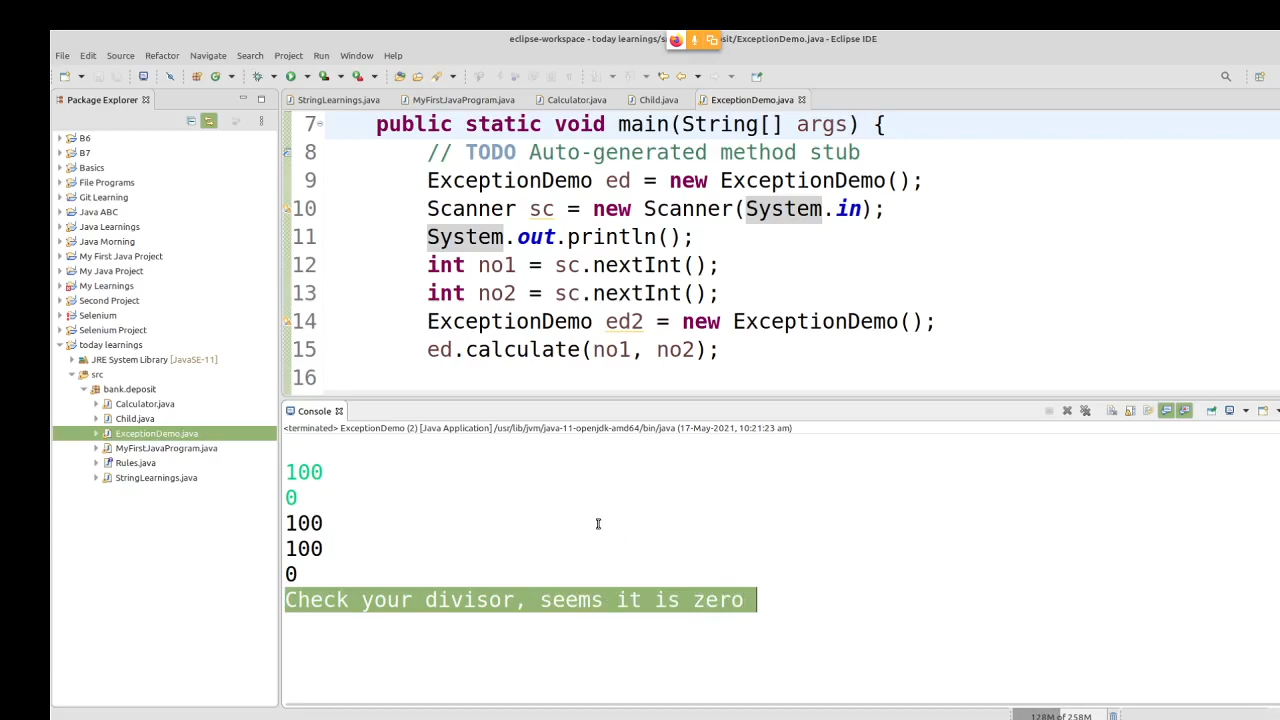 eclipse-workspace - today learnings/s sit/ExceptionDemo.java - Eclipse IDE
File Edit Source Refactor Navigate Search Project Run Window Help
Package Explorer
StringLearnings.java MyFirstJavaProgram.java Calculator.java Child.java ExceptionDemo.java
B6
B7
Basics
File Programs
Git Learning
Java ABC
Java Learnings
Java Morning
My First Java Project
My Java Project
My Learnings
Second Project
Selenium
Selenium Project
today learnings
JRE System Library [JavaSE-11]
src
bank.deposit
Calculator.java
Child.java
ExceptionDemo.java
MyFirstJavaProgram.java
Rules.java
StringLearnings.java
7 public static void main(String[] args) {
8 // TODO Auto-generated method stub
9 ExceptionDemo ed = new ExceptionDemo();
10 Scanner sc = new Scanner(System.in);
11 System.out.println();
12 int no1 = sc.nextInt();
13 int no2 = sc.nextInt();
14 ExceptionDemo ed2 = new ExceptionDemo();
15 ed.calculate(no1, no2);
16
Console
<terminated> ExceptionDemo (2) [Java Application] /usr/lib/jvm/java-11-openjdk-amd64/bin/java (17-May-2021, 10:21:23 am)
100
0
100
100
0
Check your divisor, seems it is zero
128M of 258M